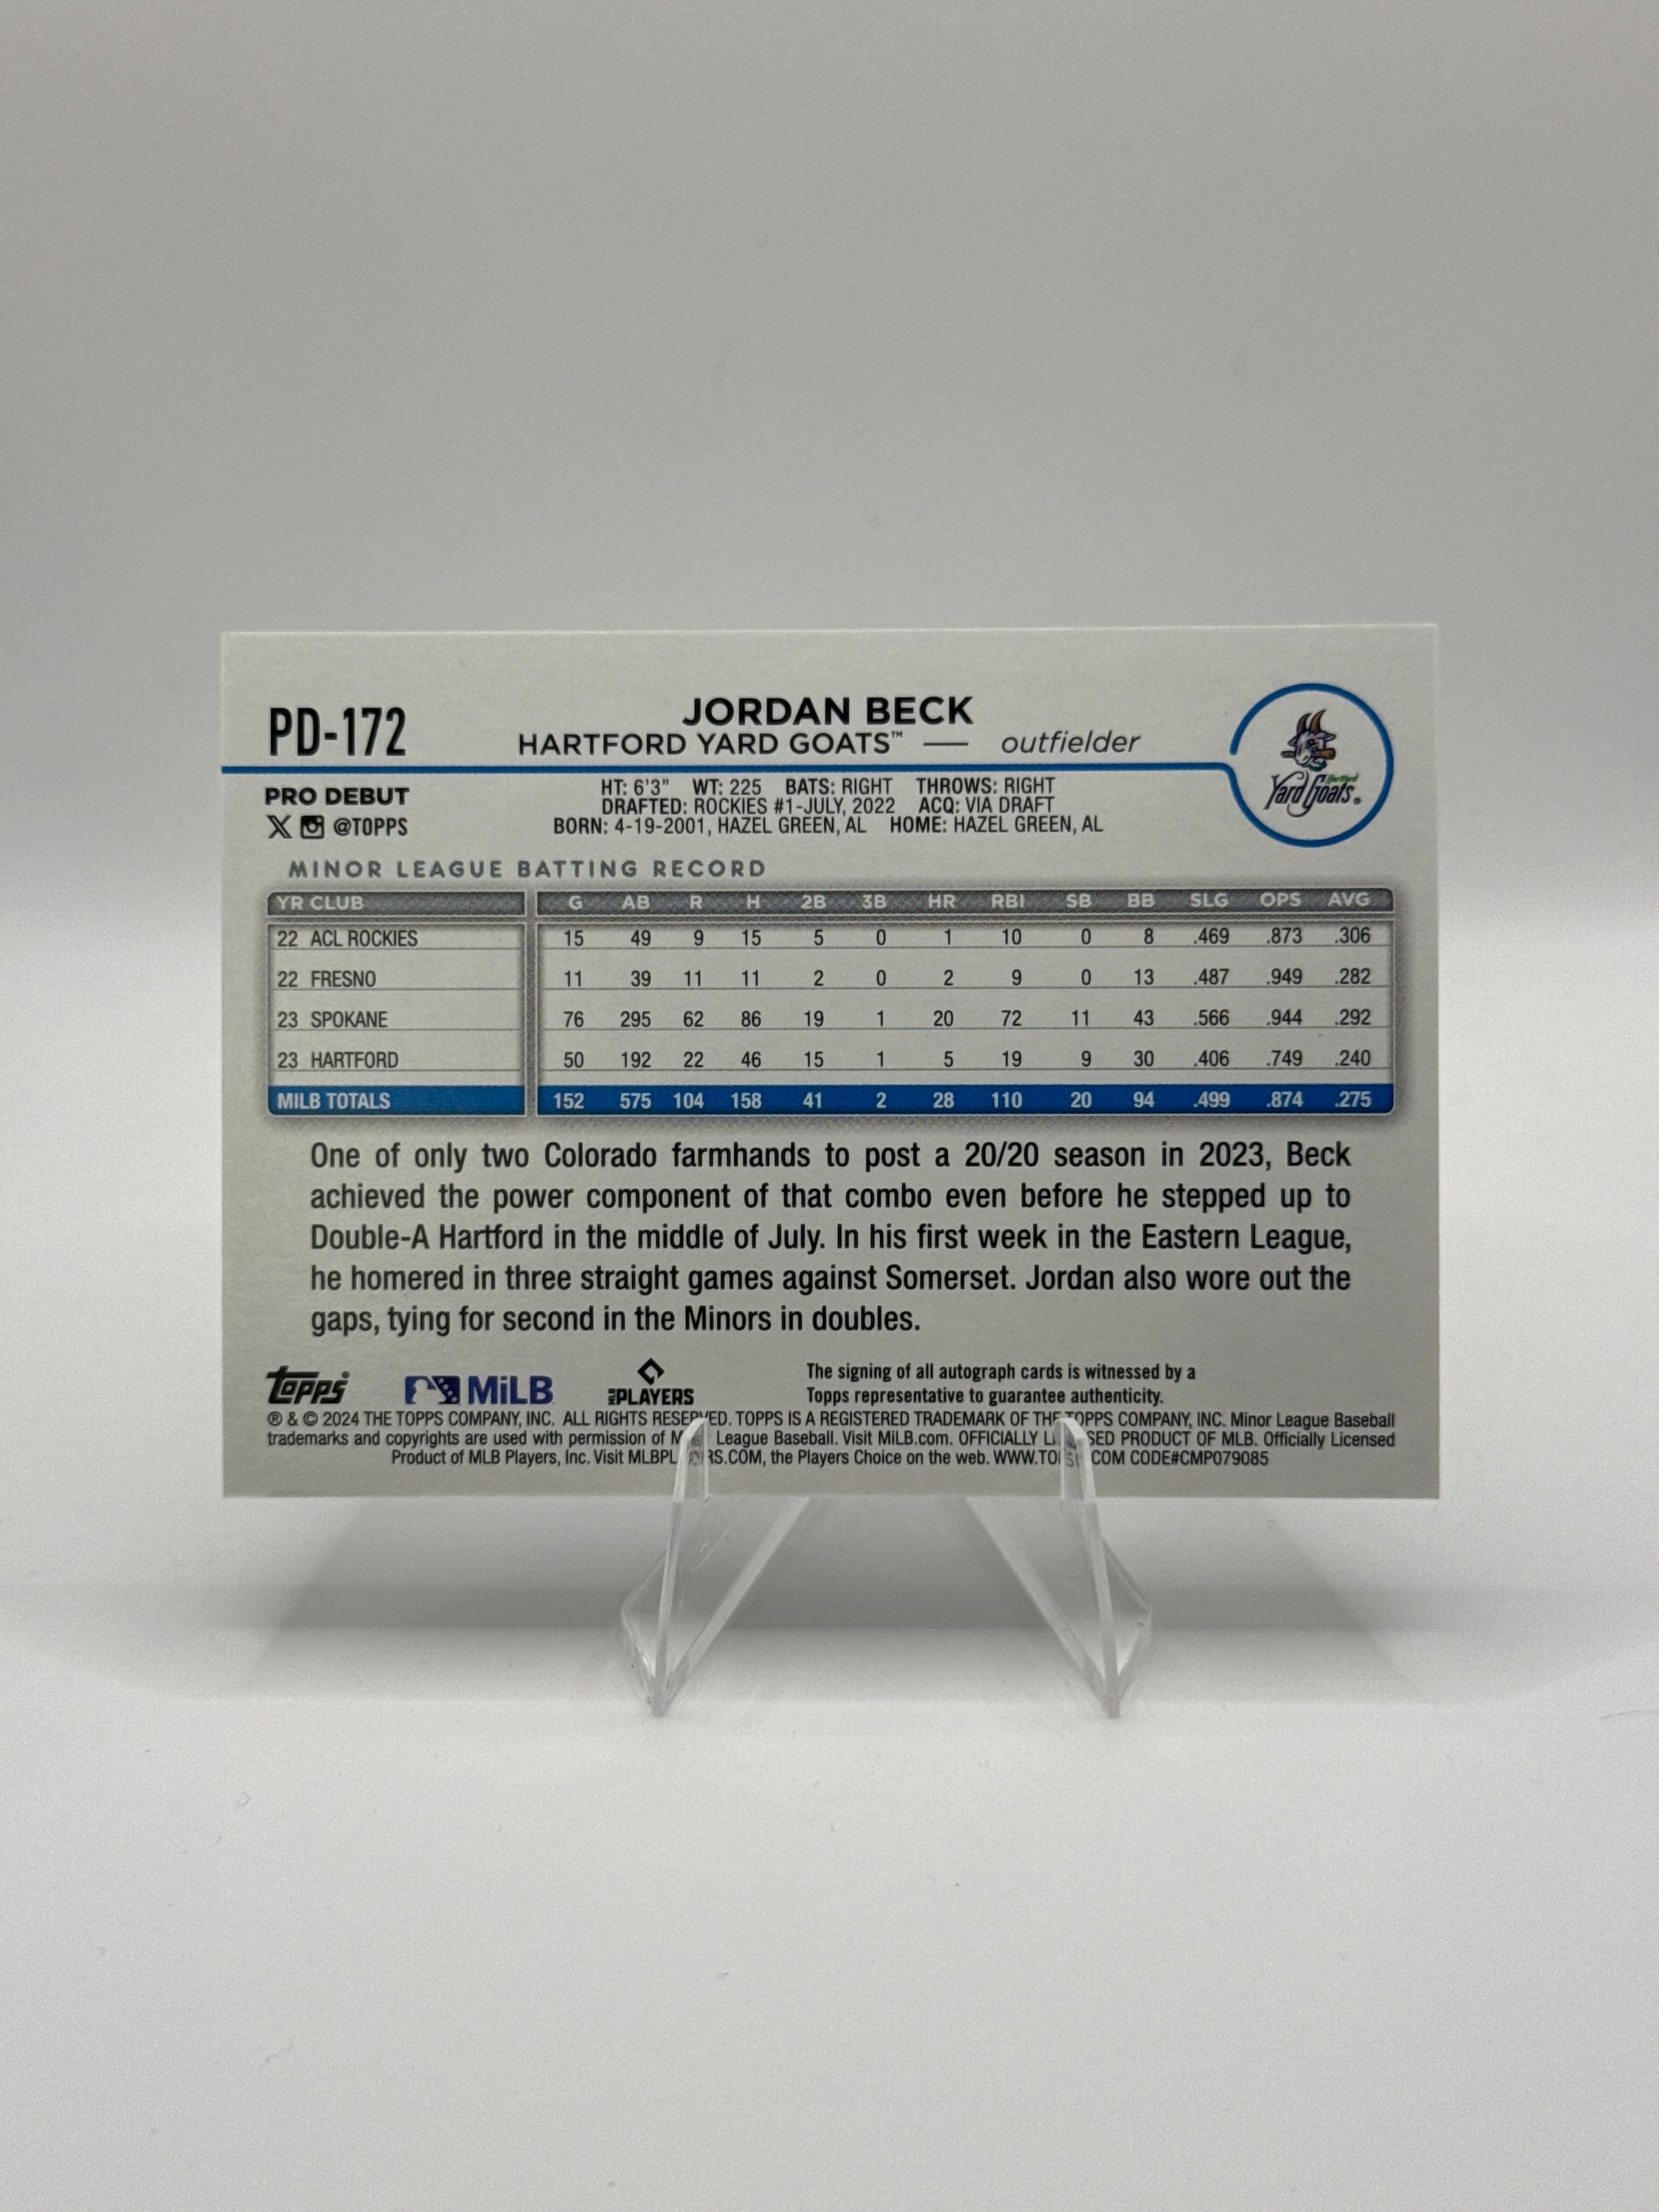 PD-172
JORDAN BECK
HARTFORD YARD GOATS™ — outfielder
Hartford
Yard Goats.
PRO DEBUT
X @TOPPS
HT: 6'3" WT: 225 BATS: RIGHT THROWS: RIGHT
DRAFTED: ROCKIES #1-JULY, 2022 ACQ: VIA DRAFT
BORN: 4-19-2001, HAZEL GREEN, AL HOME: HAZEL GREEN, AL
MINOR LEAGUE BATTING RECORD
YR CLUB G AB R H 2B 3B HR RBI SB BB SLG OPS AVG
22 ACL ROCKIES 15 49 9 15 5 0 1 10 0 8 .469 .873 .306
22 FRESNO 11 39 11 11 2 0 2 9 0 13 .487 .949 .282
23 SPOKANE 76 295 62 86 19 1 20 72 11 43 .566 .944 .292
23 HARTFORD 50 192 22 46 15 1 5 19 9 30 .406 .749 .240
MILB TOTALS 152 575 104 158 41 2 28 110 20 94 .499 .874 .275
One of only two Colorado farmhands to post a 20/20 season in 2023, Beck
achieved the power component of that combo even before he stepped up to
Double-A Hartford in the middle of July. In his first week in the Eastern League,
he homered in three straight games against Somerset. Jordan also wore out the
gaps, tying for second in the Minors in doubles.
Topps MiLB PLAYERS
The signing of all autograph cards is witnessed by a
Topps representative to guarantee authenticity.
® & © 2024 THE TOPPS COMPANY, INC. ALL RIGHTS RESERVED. TOPPS IS A REGISTERED TRADEMARK OF THE TOPPS COMPANY, INC. Minor League Baseball
trademarks and copyrights are used with permission of League Baseball. Visit MiLB.com. OFFICIALLY PRODUCT OF MLB. Officially Licensed
Product of MLB Players, Inc. Visit the Players Choice on the web. CODE#CMP079085